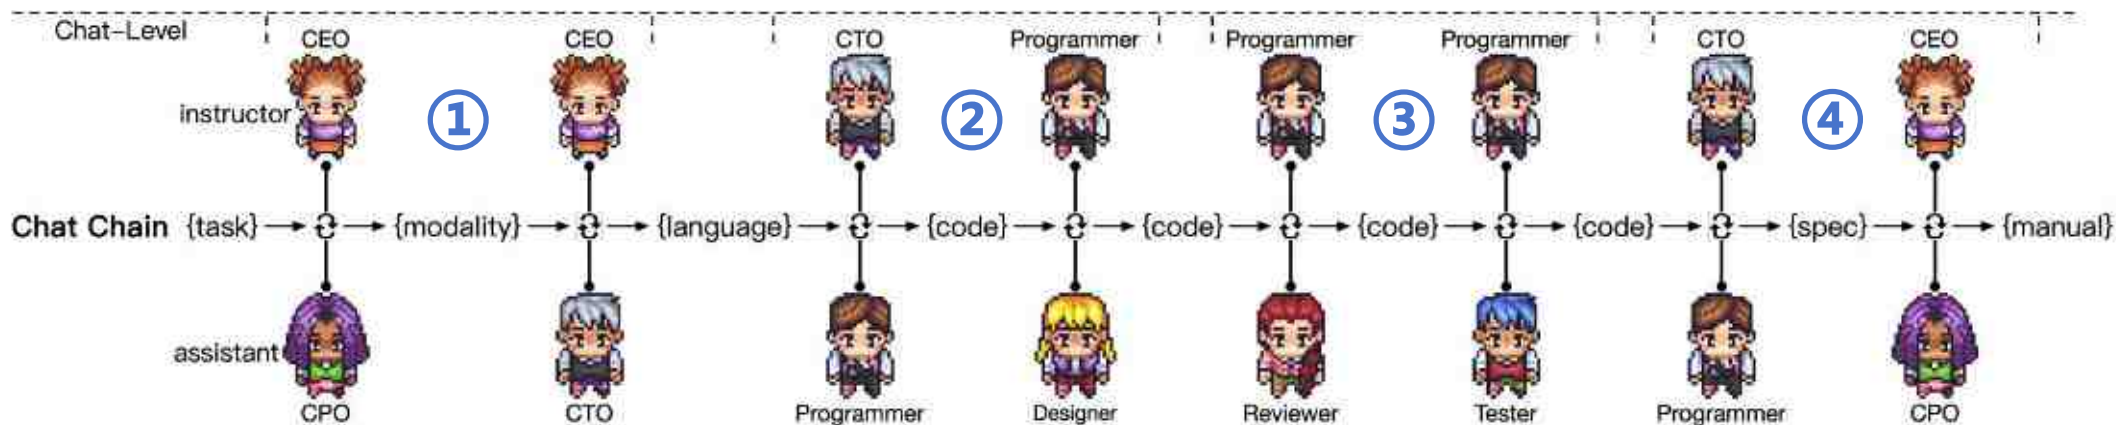 Chat-Level
CEO CEO CTO Programmer Programmer Programmer CTO CEO
instructor ① ② ③ ④
Chat Chain {task} {modality} {language} {code} {code} {code} {code} {spec} {manual}
assistant
CPO CTO Programmer Designer Reviewer Tester Programmer CPO